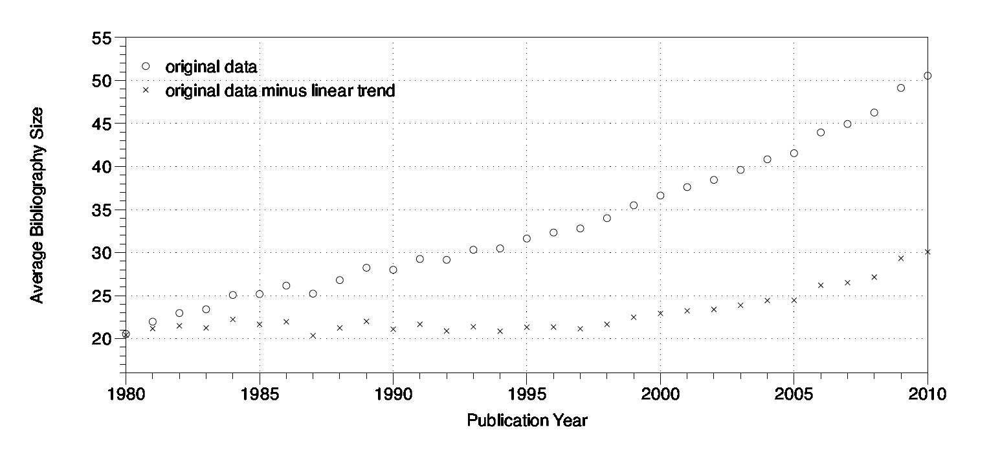 55
50
45
40
35
30
25
20
Average Bibliography Size
original data
original data minus linear trend
1980 1985 1990 1995 2000 2005 2010
Publication Year